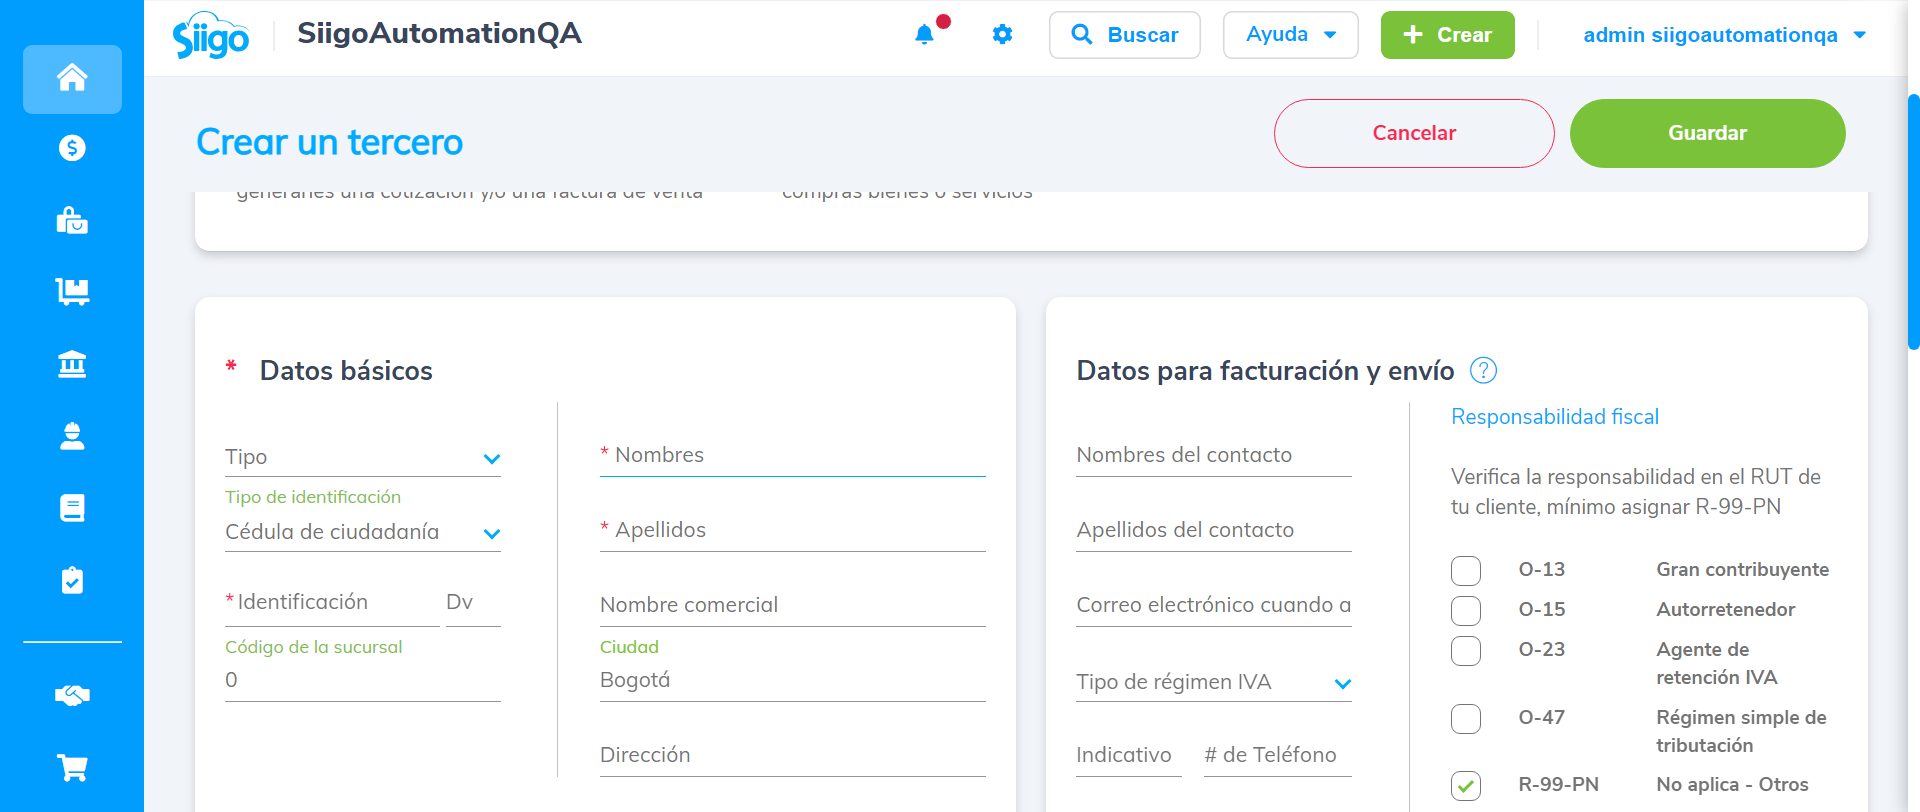 Siigo
SiigoAutomationQA
Buscar
Ayuda
Crear
admin siigoautomationqa
Crear un tercero
Cancelar
Guardar
generarles una cotización y/o una factura de venta
compras bienes o servicios
* Datos básicos
Tipo
Tipo de identificación
Cédula de ciudadanía
* Identificación
Dv
Código de la sucursal
0
* Nombres
* Apellidos
Nombre comercial
Ciudad
Bogotá
Dirección
Datos para facturación y envío ?
Nombres del contacto
Apellidos del contacto
Correo electrónico cuando a
Tipo de régimen IVA
Indicativo
# de Teléfono
Responsabilidad fiscal
Verifica la responsabilidad en el RUT de
tu cliente, mínimo asignar R-99-PN
O-13 Gran contribuyente
O-15 Autorretenedor
O-23 Agente de
retención IVA
O-47 Régimen simple de
tributación
R-99-PN No aplica - Otros